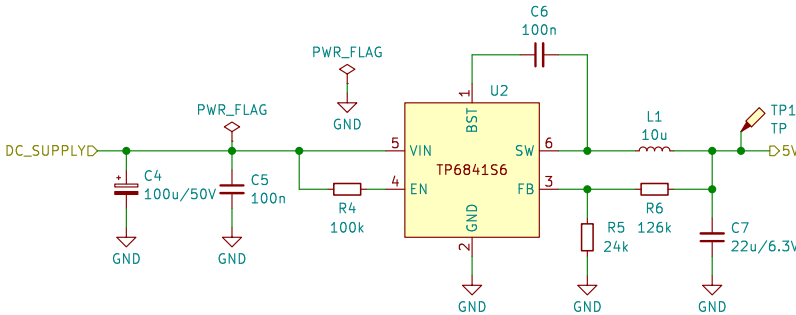 C6
100n
PWR_FLAG
GND
PWR_FLAG
U2
1
BST
L1
10u
TP1
TP
DC_SUPPLY
5
VIN
SW
6
5V
TP6841S6
4
EN
FB
3
+
C4
100u/50V
C5
100n
R4
100k
GND
2
R5
24k
R6
126k
C7
22u/6.3V
GND
GND
GND
GND
GND